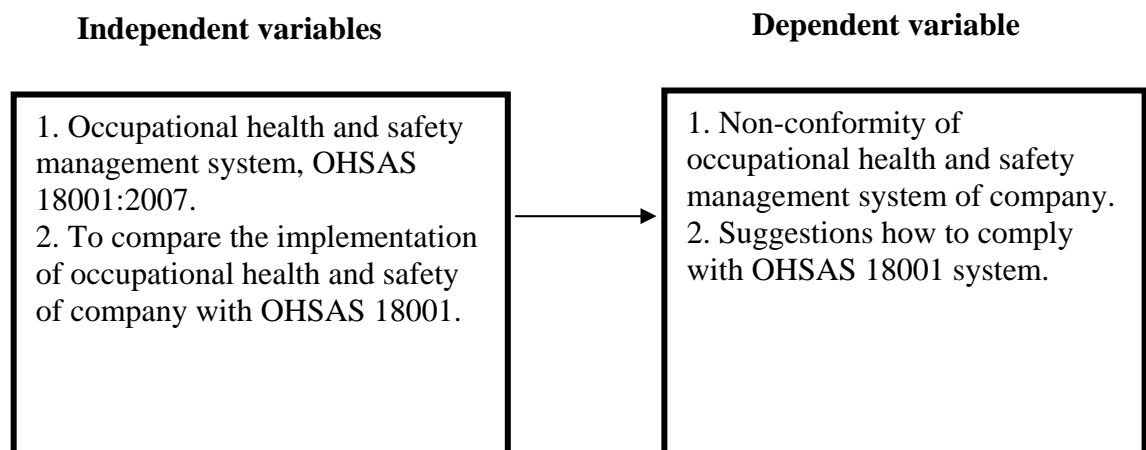 Independent variables
Dependent variable
1. Occupational health and safety
management system, OHSAS
18001:2007.
2. To compare the implementation
of occupational health and safety
of company with OHSAS 18001.
1. Non-conformity of
occupational health and safety
management system of company.
2. Suggestions how to comply
with OHSAS 18001 system.